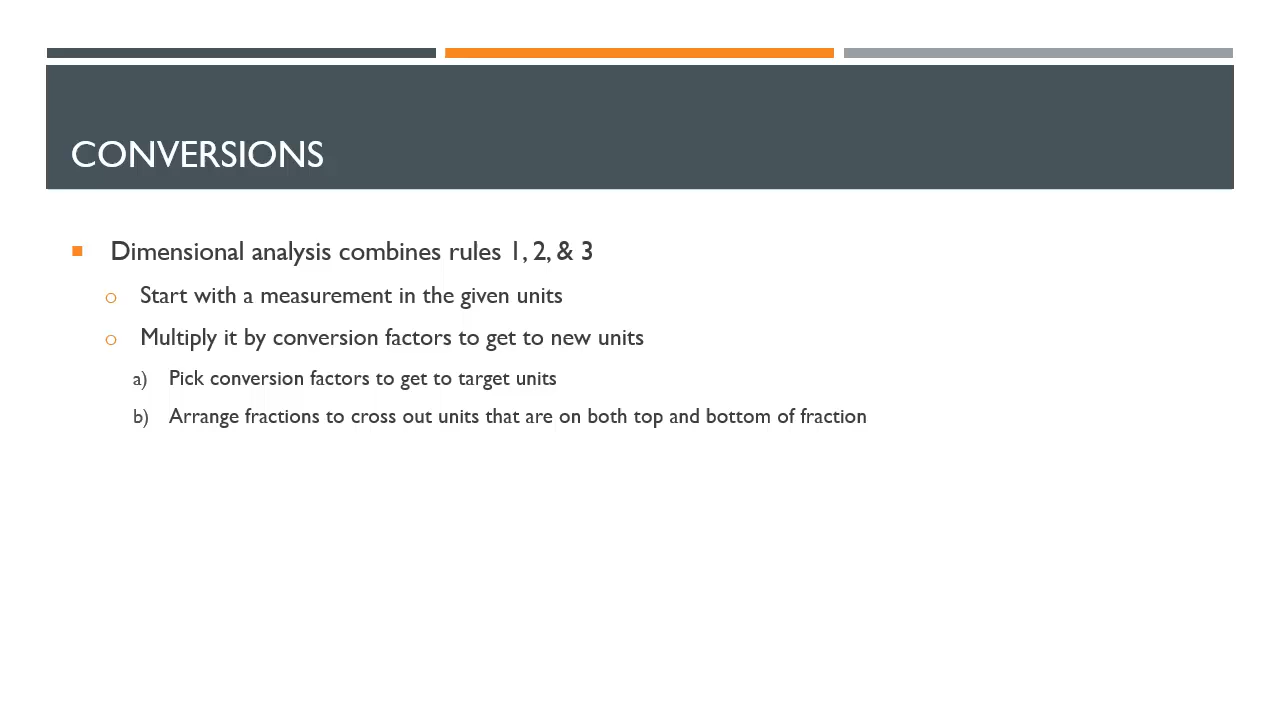 CONVERSIONS
Dimensional analysis combines rules 1, 2, & 3
o Start with a measurement in the given units
o Multiply it by conversion factors to get to new units
a) Pick conversion factors to get to target units
b) Arrange fractions to cross out units that are on both top and bottom of fraction